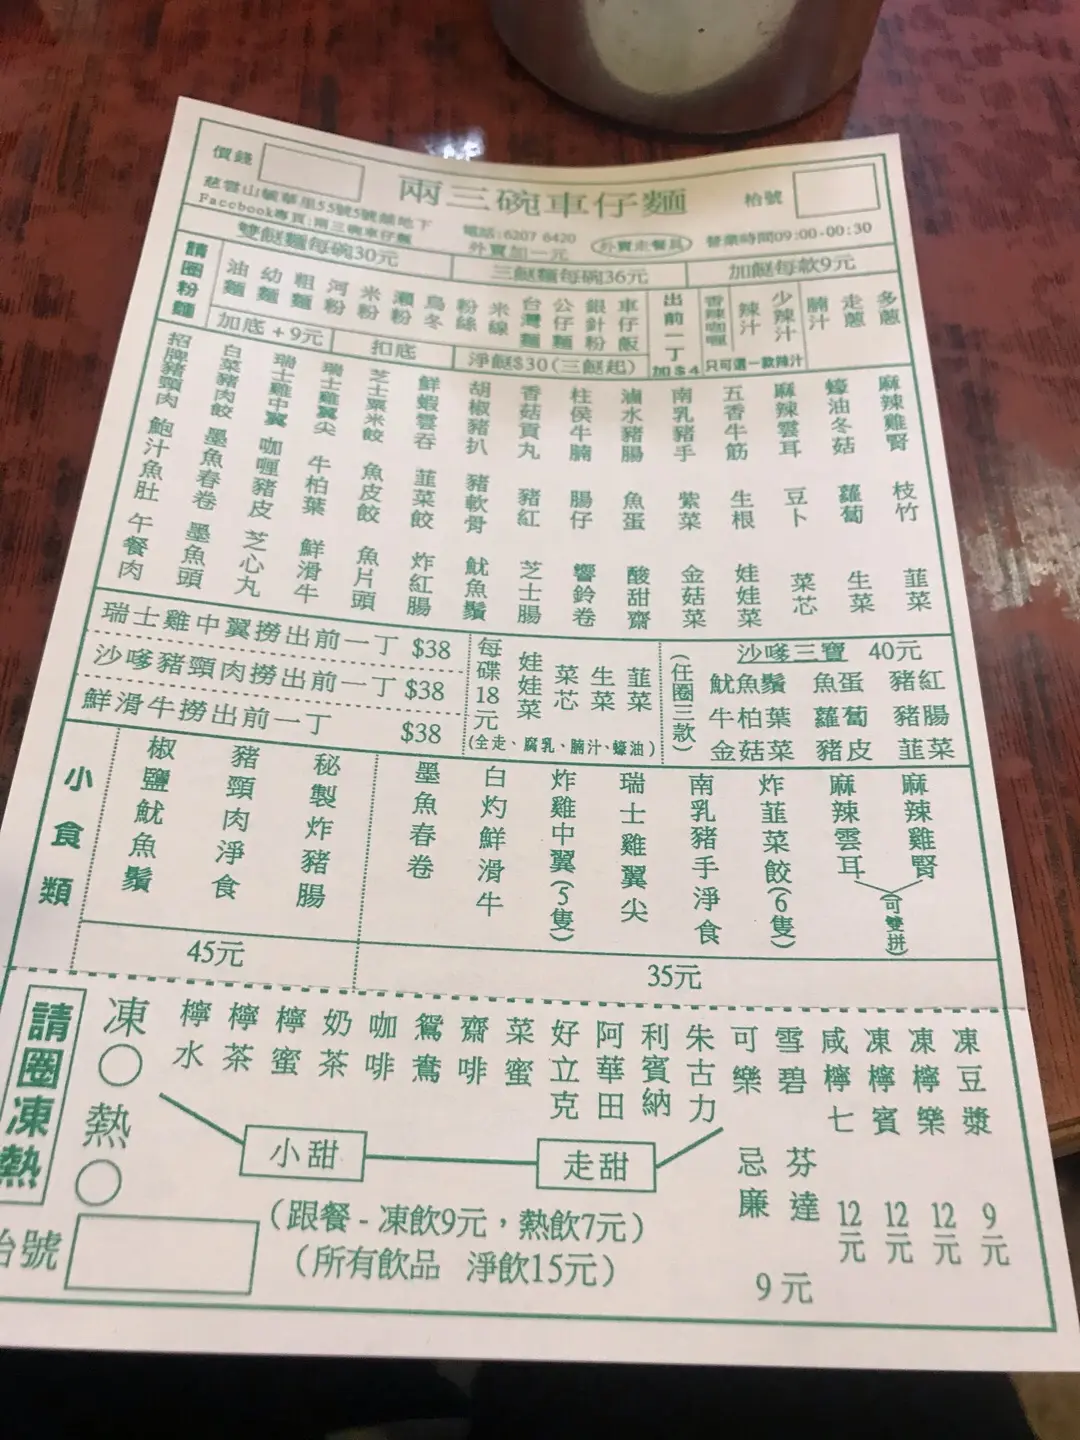 價錢
兩三碗車仔麵
枱號
慈雲山毓華里55號5號舖地下
Facebook專頁:兩三碗車仔麵
電話:6207 6420
外賣加一元
外賣走餐具
營業時間09:00-00:30
雙餸麵每碗30元
三餸麵每碗36元
加餸每款9元
請圈粉麵
油麵 幼麵 粗麵 河粉 米粉 瀨粉 烏冬 粉絲 米線 台灣麵 公仔麵 銀針粉 車仔飯
出前一丁 加$4
香辣咖喱 辣汁 少辣汁
只可選一款辣汁
腩汁 走蔥 多蔥
加底 + 9元
扣底
淨餸$30(三餸起)
招牌豬頸肉 白菜豬肉餃 瑞士雞中翼 瑞士雞翼尖 芝士粟米餃 鮮蝦雲吞 胡椒豬扒 香菇貢丸 柱侯牛腩 滷水豬腸 南乳豬手 五香牛筋 麻辣雲耳 蠔油冬菇 麻辣雞腎
鮑汁魚肚 墨魚春卷 咖喱豬皮 牛柏葉 魚皮餃 韮菜餃 豬軟骨 豬紅 腸仔 魚蛋 紫菜 生根 豆卜 蘿蔔 枝竹
午餐肉 墨魚頭 芝心丸 鮮滑牛 魚片頭 炸紅腸 魷魚鬚 芝士腸 響鈴卷 酸甜齋 金菇菜 娃娃菜 菜芯 生菜 韮菜
瑞士雞中翼撈出前一丁 $38
沙嗲豬頸肉撈出前一丁 $38
鮮滑牛撈出前一丁 $38
每碟18元
娃娃菜 菜芯 生菜 韮菜
(全走、腐乳、腩汁、蠔油)
(任圈三款)
沙嗲三寶 40元
魷魚鬚 魚蛋 豬紅
牛柏葉 蘿蔔 豬腸
金菇菜 豬皮 韮菜
小食類
椒鹽魷魚鬚 豬頸肉淨食 秘製炸豬腸
45元
墨魚春卷 白灼鮮滑牛 炸雞中翼(5隻) 瑞士雞翼尖 南乳豬手淨食 炸韮菜餃(6隻) 麻辣雲耳 麻辣雞腎
(可雙拼)
35元
請圈凍熱
凍
熱
檸水 檸茶 檸蜜 奶茶 咖啡 鴛鴦 齋啡 菜蜜 好立克 阿華田 利賓納 朱古力
可樂 雪碧 忌廉 芬達
9元
咸檸七 12元
凍檸賓 12元
凍檸樂 12元
凍豆漿 9元
小甜
走甜
(跟餐 - 凍飲9元，熱飲7元)
(所有飲品 淨飲15元)
枱號